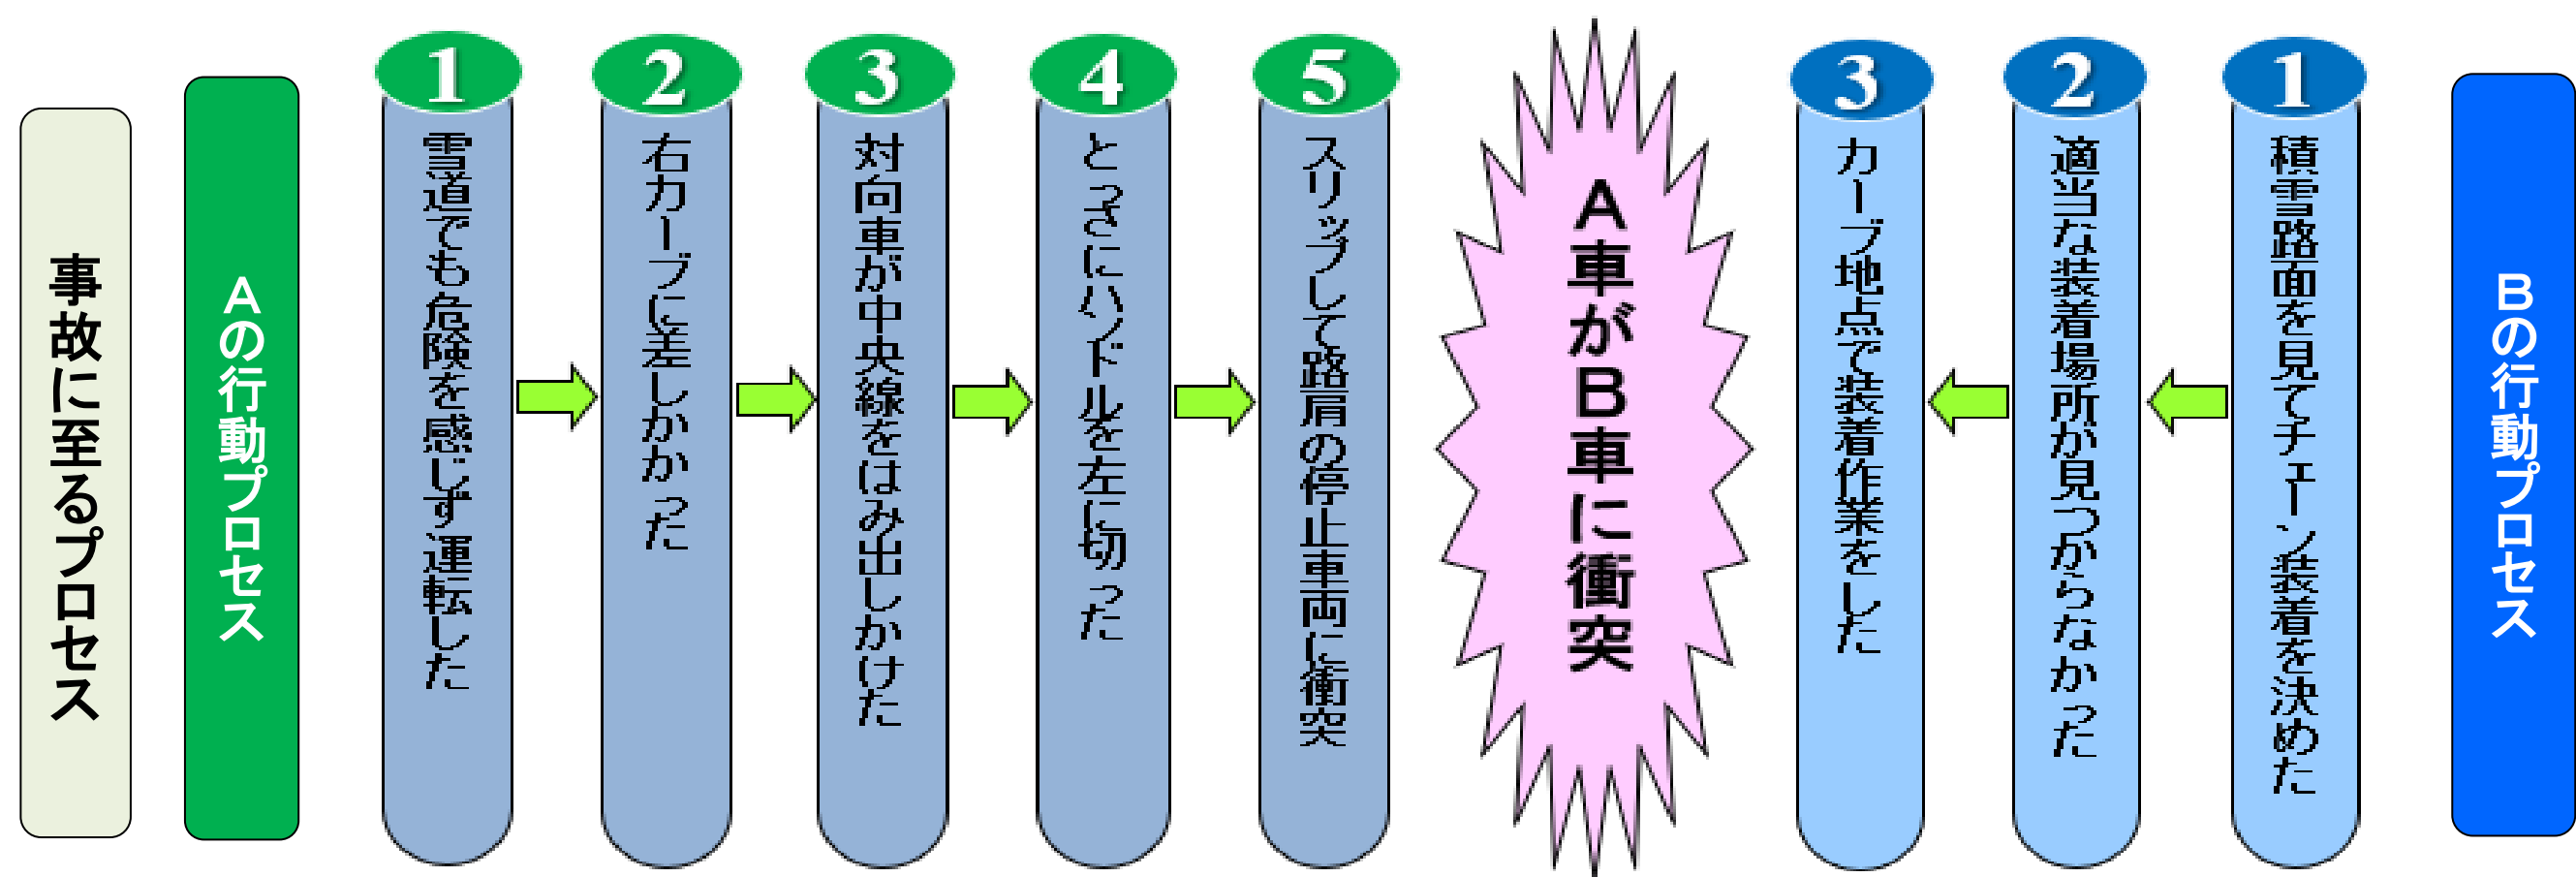 事故に至るプロセス
Aの行動プロセス
1
雪道でも危険を感じず運転した
2
右カーブに差しかかった
3
対向車が中央線をはみ出しかけた
4
とっさにハンドルを左に切った
5
スリップして路肩の停止車両に衝突
A車がB車に衝突
3
カーブ地点で装着作業をした
2
適当な装着場所が見つからなかった
1
積雪路面を見てチェーン装着を決めた
Bの行動プロセス